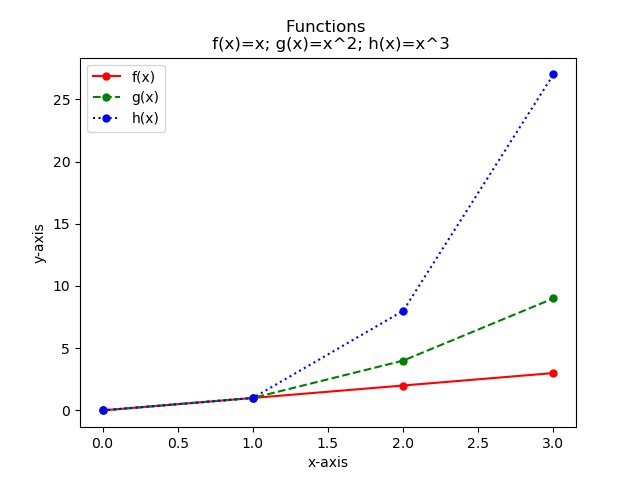 Functions
f(x)=x; g(x)=x^2; h(x)=x^3
f(x)
g(x)
h(x)
y-axis
25
20
15
10
5
0
0.0 0.5 1.0 1.5 2.0 2.5 3.0
x-axis